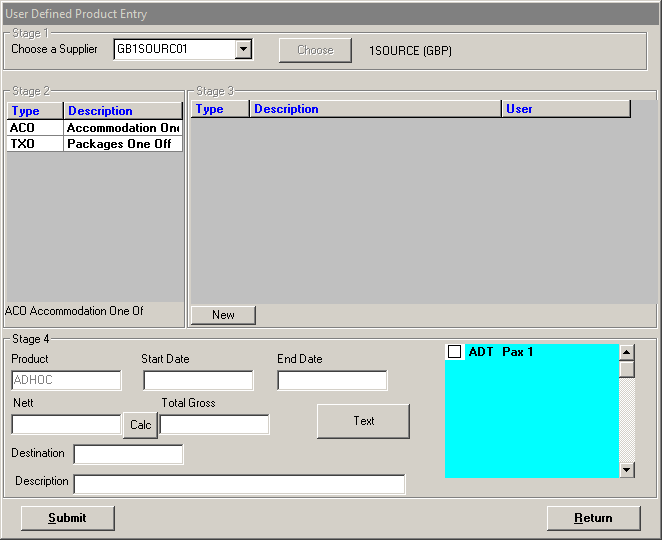 User Defined Product Entry
Stage 1
Choose a Supplier GB1SOURC01 Choose 1SOURCE (GBP)
Stage 2
Type Description
ACO Accommodation One
TXO Packages One Off
ACO Accommodation One Of
Stage 3
Type Description User
New
Stage 4
Product Start Date End Date
ADHOC
Nett Total Gross
Calc
Text
Destination
Description
ADT Pax 1
Submit Return